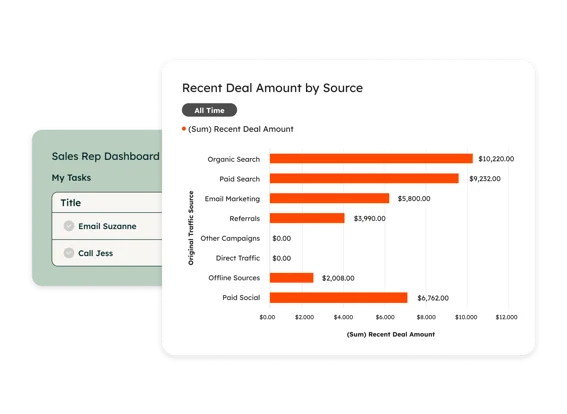 Recent Deal Amount by Source
All Time
(Sum) Recent Deal Amount
Sales Rep Dashboard
My Tasks
Title
Email Suzanne
Call Jess
Original Traffic Source
Organic Search $10,220.00
Paid Search $9,232.00
Email Marketing $5,800.00
Referrals $3,990.00
Other Campaigns $0.00
Direct Traffic $0.00
Offline Sources $2,008.00
Paid Social $6,762.00
$0.00 $2.000 $4.000 $6.000 $8.000 $10.000 $12.000
(Sum) Recent Deal Amount